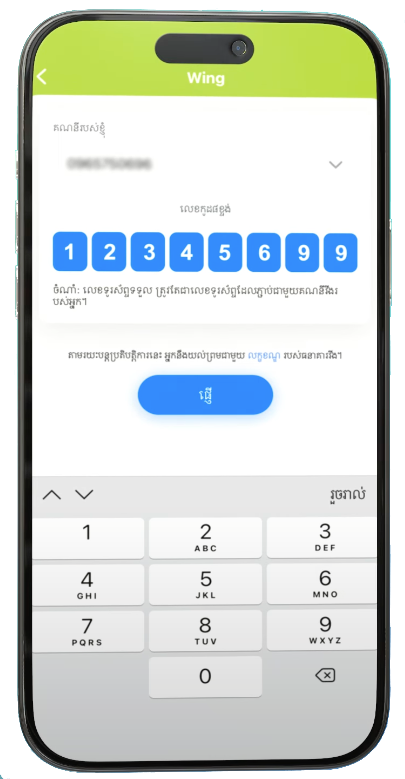 Wing
គណនីរបស់ខ្ញុំ
លេខកូដ៨ខ្ទង់
1 2 3 4 5 6 9 9
ចំណាំ: លេខទូរស័ព្ទទទួល ត្រូវតែជាលេខទូរស័ព្ទដែលភ្ជាប់ជាមួយគណនីវីងរ
បស់អ្នក។
តាមរយៈបន្តប្រតិបត្តិការនេះ អ្នកនឹងយល់ព្រមជាមួយ លក្ខខណ្ឌ របស់ធនាគារវីង។
ផ្ញើ
រួចរាល់
1 2 3
ABC DEF
4 5 6
GHI JKL MNO
7 8 9
PQRS TUV WXYZ
0